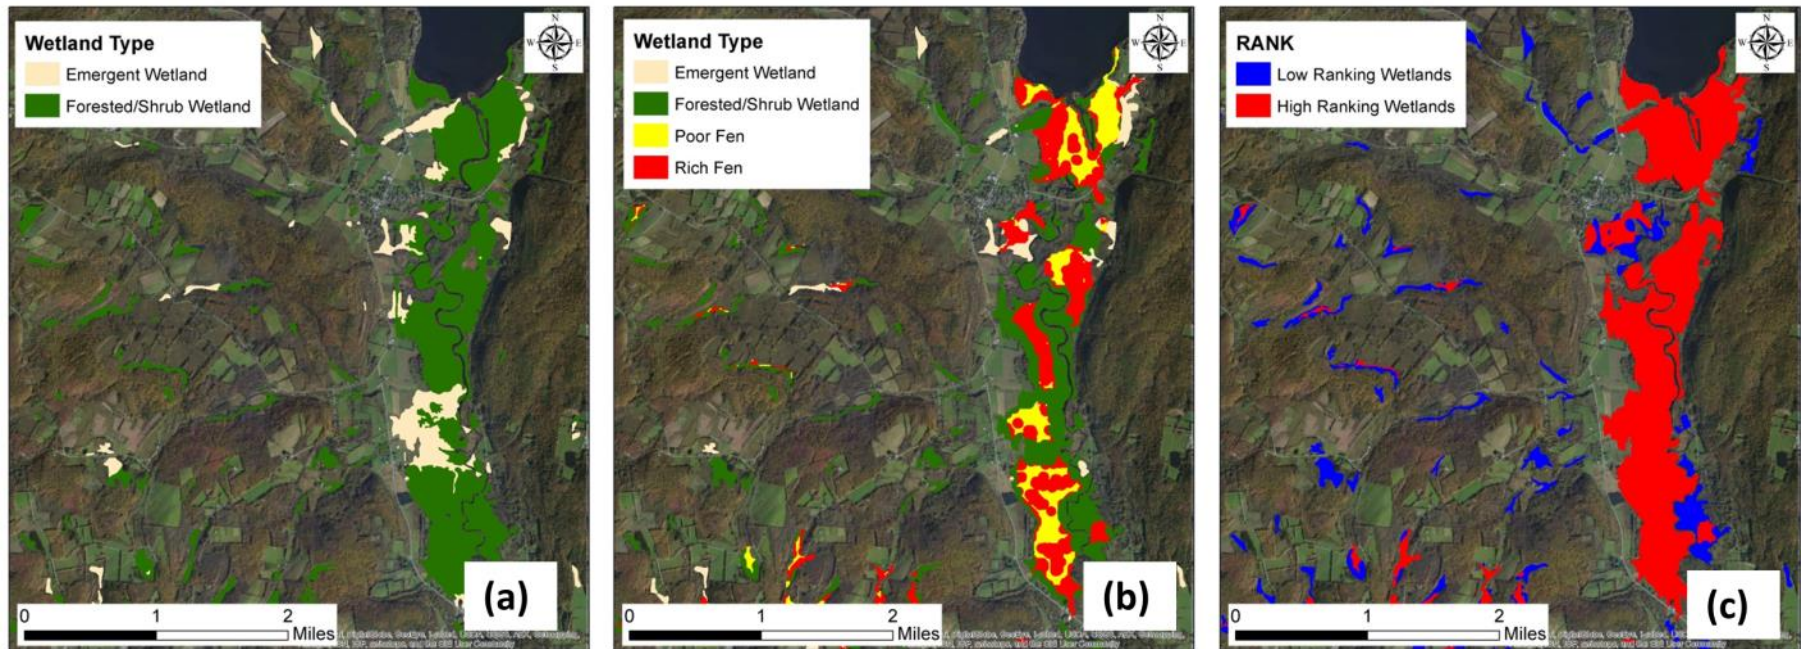 Wetland Type
Emergent Wetland
Forested/Shrub Wetland
N
W E
S
0 1 2
Miles
(a)
Wetland Type
Emergent Wetland
Forested/Shrub Wetland
Poor Fen
Rich Fen
N
W E
S
0 1 2
Miles
(b)
RANK
Low Ranking Wetlands
High Ranking Wetlands
N
W E
S
0 1 2
Miles
(c)